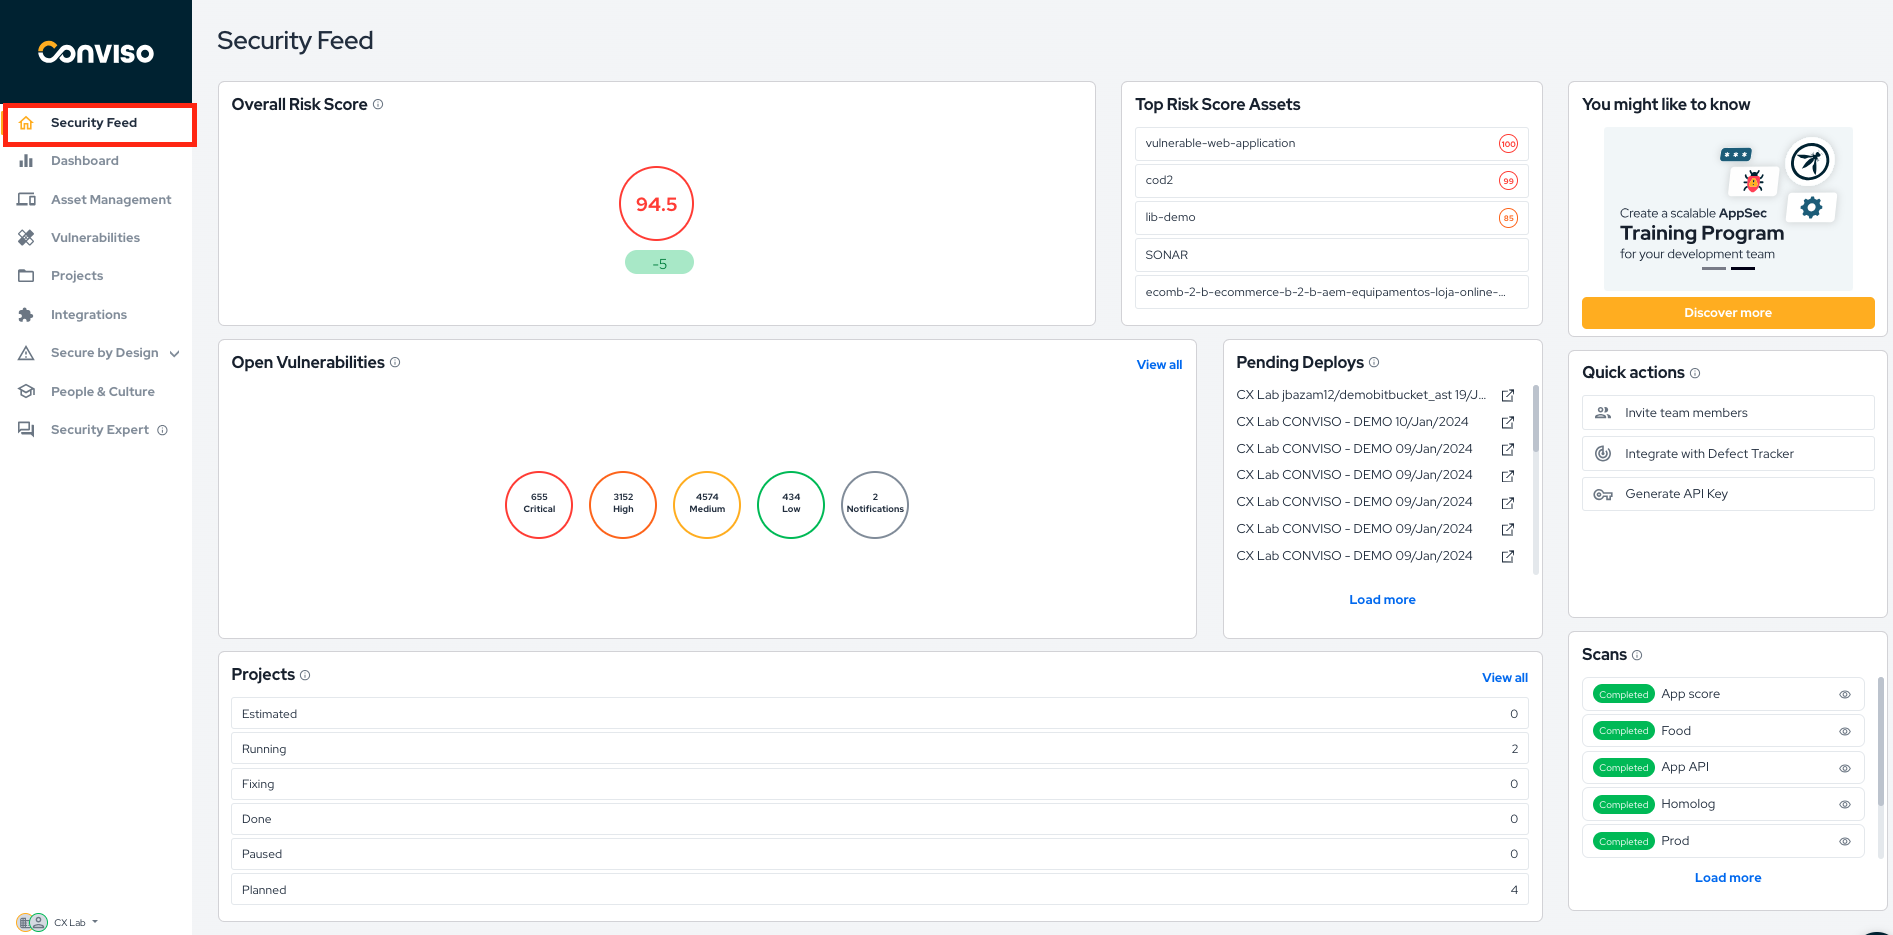 CONVISO
Security Feed
Dashboard
Asset Management
Vulnerabilities
Projects
Integrations
Secure by Design
People & Culture
Security Expert
CX Lab
Security Feed
Overall Risk Score
94.5
-5
Top Risk Score Assets
vulnerable-web-application 100
cod2 99
lib-demo 85
SONAR
ecomb-2-b-ecommerce-b-2-b-aem-equipamentos-loja-online-...
You might like to know
Create a scalable AppSec
Training Program
for your development team
Discover more
Open Vulnerabilities
View all
655
Critical
3152
High
4574
Medium
434
Low
2
Notifications
Pending Deploys
CX Lab jbazam12/demobitbucket_ast 19/J...
CX Lab CONVISO - DEMO 10/Jan/2024
CX Lab CONVISO - DEMO 09/Jan/2024
CX Lab CONVISO - DEMO 09/Jan/2024
CX Lab CONVISO - DEMO 09/Jan/2024
CX Lab CONVISO - DEMO 09/Jan/2024
CX Lab CONVISO - DEMO 09/Jan/2024
Load more
Quick actions
Invite team members
Integrate with Defect Tracker
Generate API Key
Projects
View all
Estimated 0
Running 2
Fixing 0
Done 0
Paused 0
Planned 4
Scans
Completed App score
Completed Food
Completed App API
Completed Homolog
Completed Prod
Load more